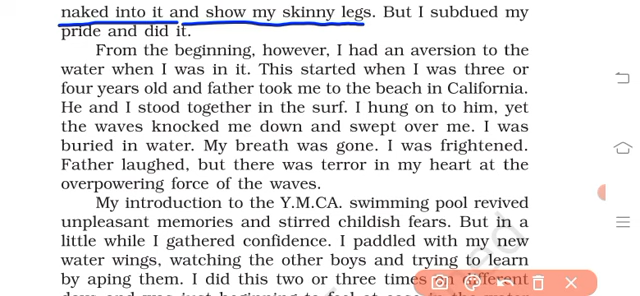 naked into it and show my skinny legs. But I subdued my
pride and did it.
From the beginning, however, I had an aversion to the
water when I was in it. This started when I was three or
four years old and father took me to the beach in California.
He and I stood together in the surf. I hung on to him, yet
the waves knocked me down and swept over me. I was
buried in water. My breath was gone. I was frightened.
Father laughed, but there was terror in my heart at the
overpowering force of the waves.
My introduction to the Y.M.CA. swimming pool revived
unpleasant memories and stirred childish fears. But in a
little while I gathered confidence. I paddled with my new
water wings, watching the other boys and trying to learn
by aping them. I did this two or three times on different